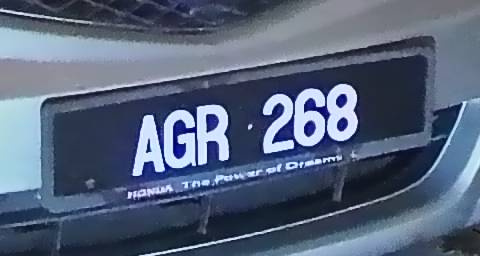 AGR 268
HONDA The Power of Dreams